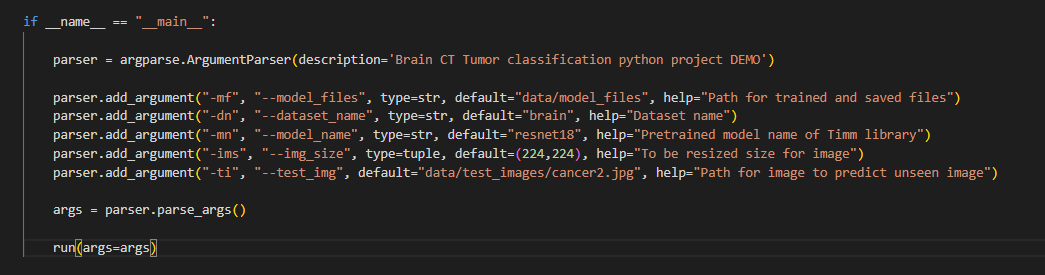 if __name__ == "__main__":
parser = argparse.ArgumentParser(description='Brain CT Tumor classification python project DEMO')
parser.add_argument("-mf", "--model_files", type=str, default="data/model_files", help="Path for trained and saved files")
parser.add_argument("-dn", "--dataset_name", type=str, default="brain", help="Dataset name")
parser.add_argument("-mn", "--model_name", type=str, default="resnet18", help="Pretrained model name of Timm library")
parser.add_argument("-ims", "--img_size", type=tuple, default=(224,224), help="To be resized size for image")
parser.add_argument("-ti", "--test_img", default="data/test_images/cancer2.jpg", help="Path for image to predict unseen image")
args = parser.parse_args()
run(args=args)